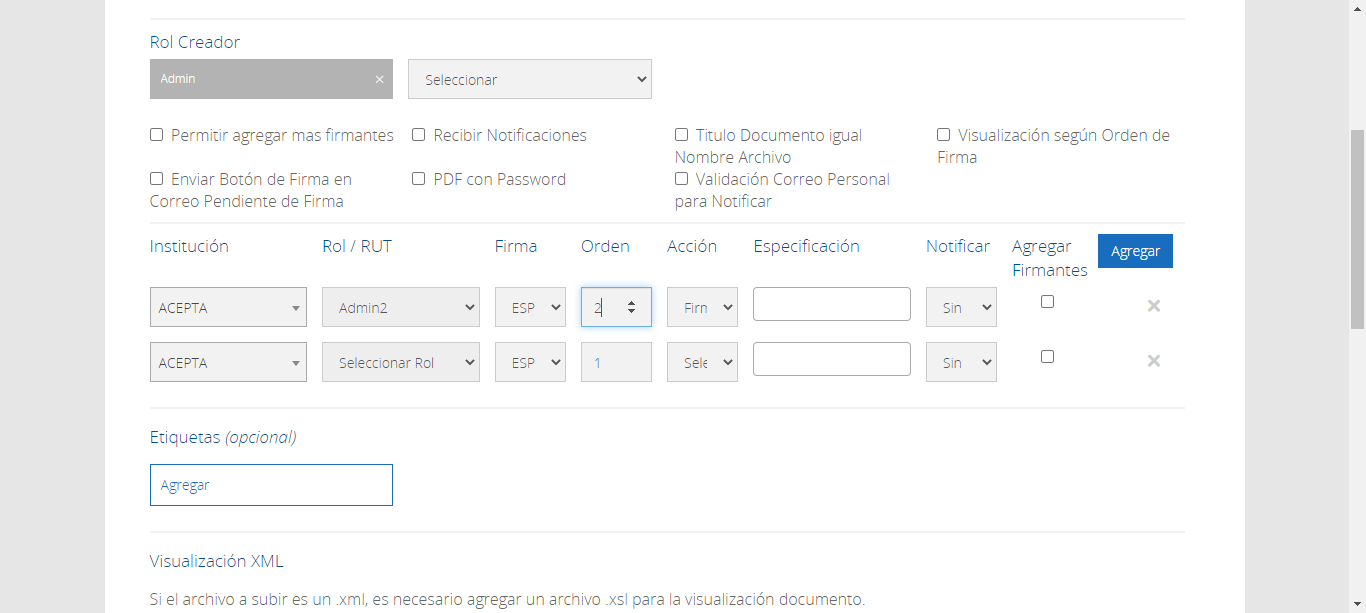 Rol Creador
Admin × Seleccionar
Permitir agregar mas firmantes Recibir Notificaciones Titulo Documento igual Visualización según Orden de
Nombre Archivo Firma
Enviar Botón de Firma en PDF con Password Validación Correo Personal
Correo Pendiente de Firma para Notificar
Institución Rol / RUT Firma Orden Acción Especificación Notificar Agregar Agregar
Firmantes
ACEPTA Admin2 ESP 2 Firn Sin ×
ACEPTA Seleccionar Rol ESP 1 Sele Sin ×
Etiquetas (opcional)
Agregar
Visualización XML
Si el archivo a subir es un .xml, es necesario agregar un archivo .xsl para la visualización documento.